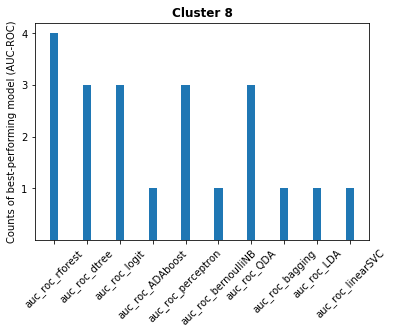 Cluster 8
Counts of best-performing model (AUC-ROC)
4
3
2
1
auc_roc_rforest
auc_roc_dtree
auc_roc_logit
auc_roc_ADAboost
auc_roc_perceptron
auc_roc_bernoulliNB
auc_roc_QDA
auc_roc_bagging
auc_roc_LDA
auc_roc_linearSVC